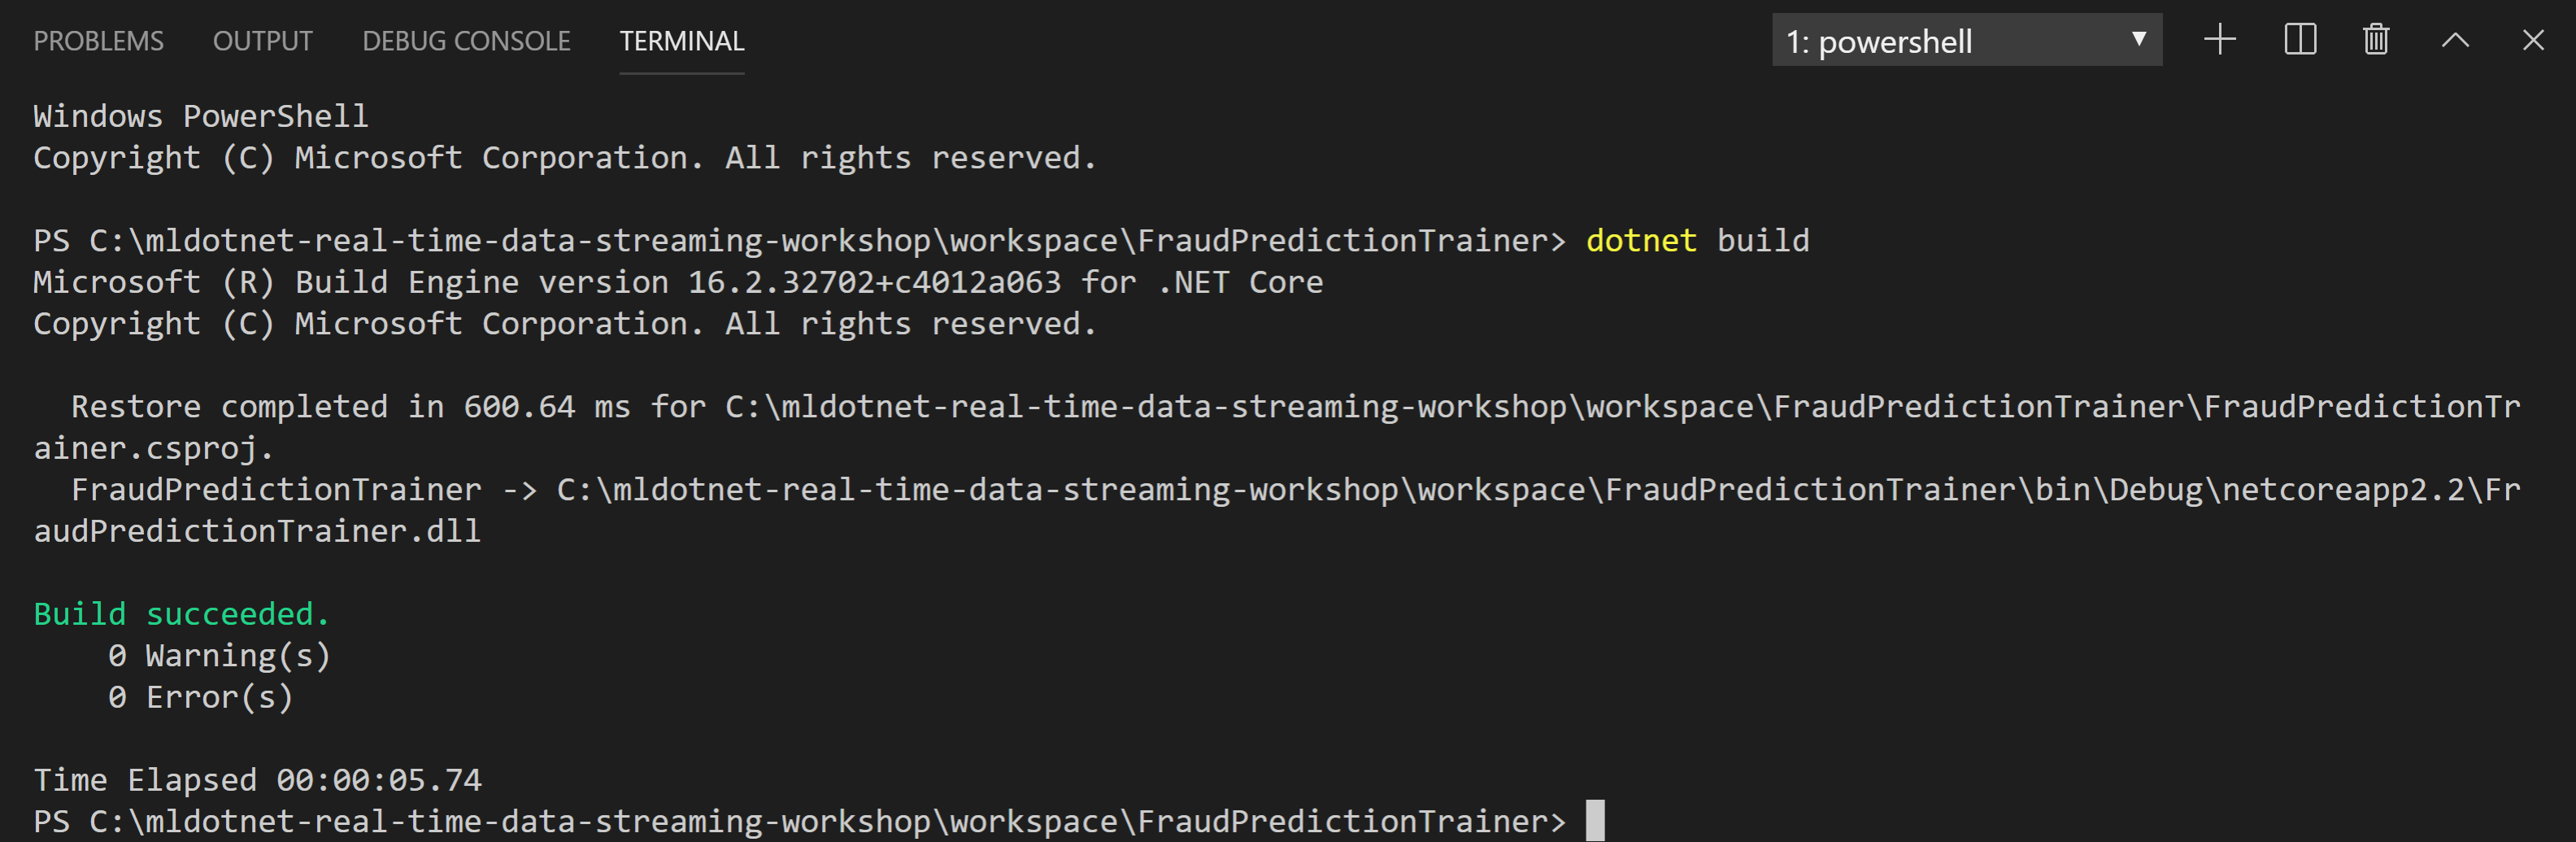 PROBLEMS OUTPUT DEBUG CONSOLE TERMINAL 1: powershell
Windows PowerShell
Copyright (C) Microsoft Corporation. All rights reserved.
PS C:\mldotnet-real-time-data-streaming-workshop\workspace\FraudPredictionTrainer> dotnet build
Microsoft (R) Build Engine version 16.2.32702+c4012a063 for .NET Core
Copyright (C) Microsoft Corporation. All rights reserved.
  Restore completed in 600.64 ms for C:\mldotnet-real-time-data-streaming-workshop\workspace\FraudPredictionTrainer\FraudPredictionTr
ainer.csproj.
  FraudPredictionTrainer -> C:\mldotnet-real-time-data-streaming-workshop\workspace\FraudPredictionTrainer\bin\Debug\netcoreapp2.2\Fr
audPredictionTrainer.dll
Build succeeded.
    0 Warning(s)
    0 Error(s)
Time Elapsed 00:00:05.74
PS C:\mldotnet-real-time-data-streaming-workshop\workspace\FraudPredictionTrainer>